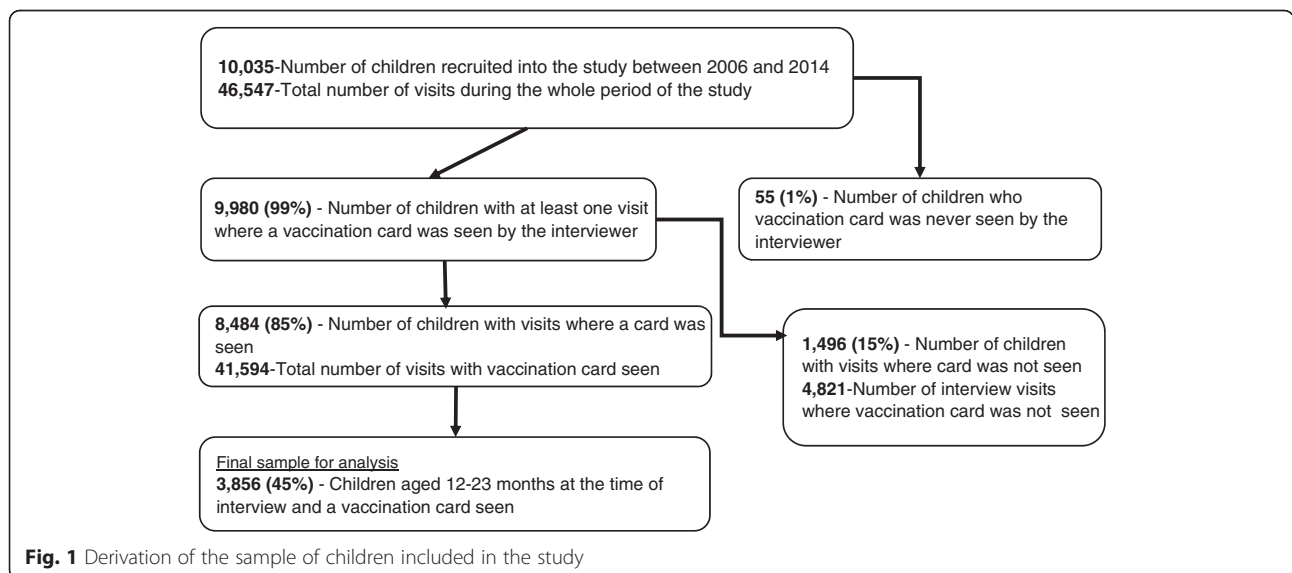 10,035-Number of children recruited into the study between 2006 and 2014
46,547-Total number of visits during the whole period of the study
9,980 (99%) - Number of children with at least one visit
where a vaccination card was seen by the interviewer
55 (1%) - Number of children who
vaccination card was never seen by the
interviewer
8,484 (85%) - Number of children with visits where a card was
seen
41,594-Total number of visits with vaccination card seen
1,496 (15%) - Number of children
with visits where card was not seen
4,821-Number of interview visits
where vaccination card was not seen
Final sample for analysis
3,856 (45%) - Children aged 12-23 months at the time of
interview and a vaccination card seen
Fig. 1 Derivation of the sample of children included in the study